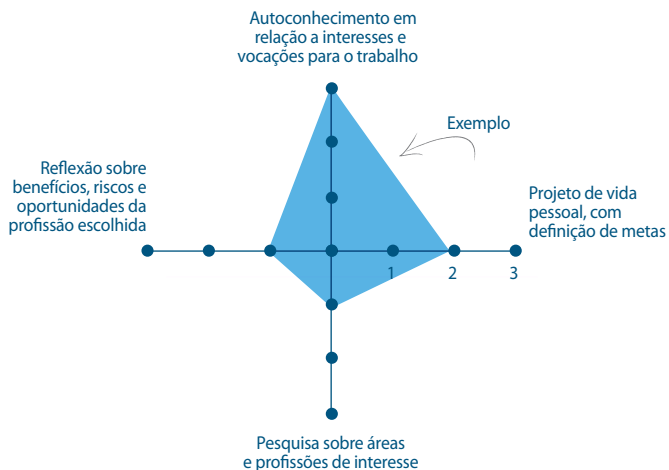 Autoconhecimento em
relação a interesses e
vocações para o trabalho
Exemplo
Reflexão sobre
benefícios, riscos e
oportunidades da
profissão escolhida
Projeto de vida
pessoal, com
definição de metas
1
2
3
Pesquisa sobre áreas
e profissões de interesse